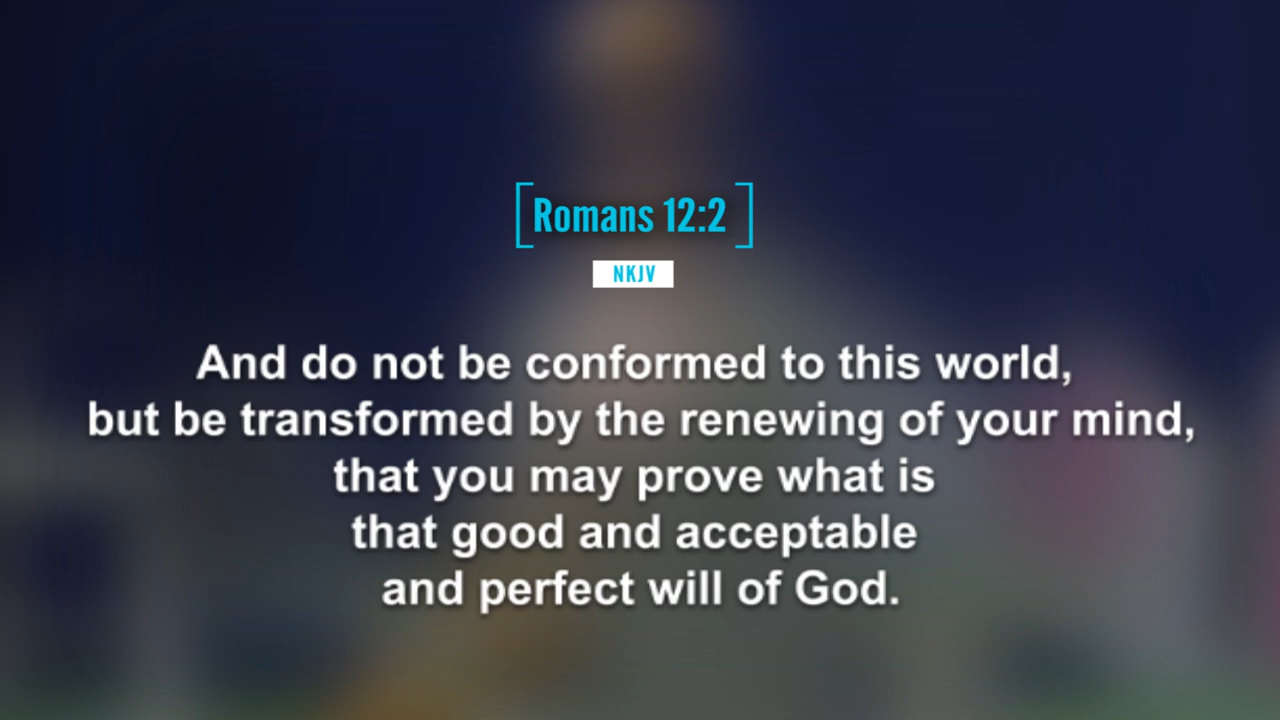 [Romans 12:2]
NKJV
And do not be conformed to this world,
but be transformed by the renewing of your mind,
that you may prove what is
that good and acceptable
and perfect will of God.